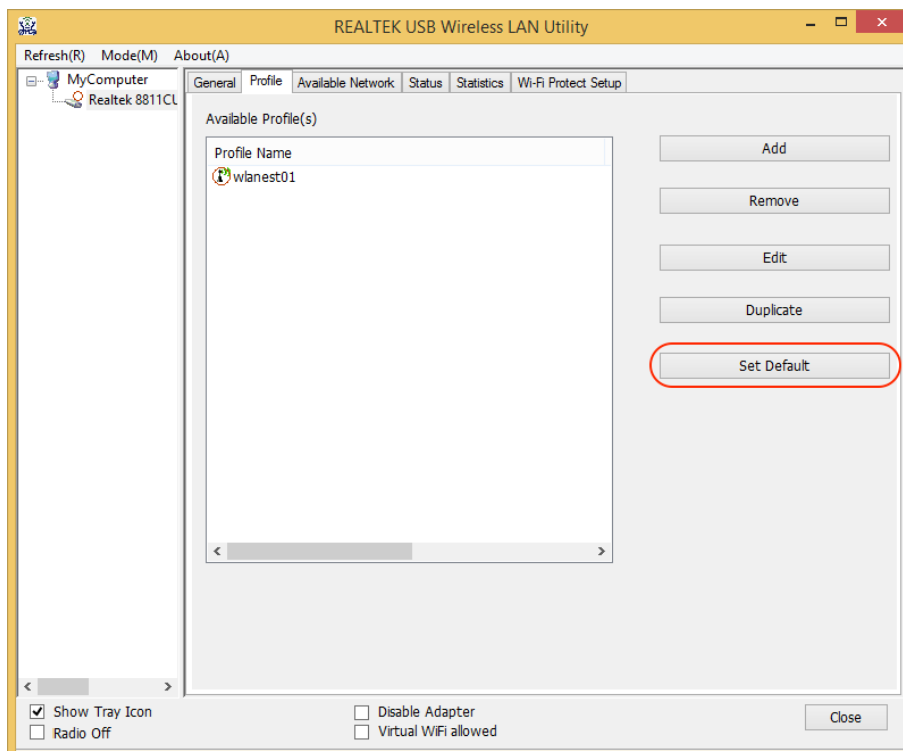 REALTEK USB Wireless LAN Utility
Refresh(R) Mode(M) About(A)
MyComputer
Realtek 8811CU
General Profile Available Network Status Statistics Wi-Fi Protect Setup
Available Profile(s)
Profile Name
wlanest01
Add
Remove
Edit
Duplicate
Set Default
Show Tray Icon
Radio Off
Disable Adapter
Virtual WiFi allowed
Close